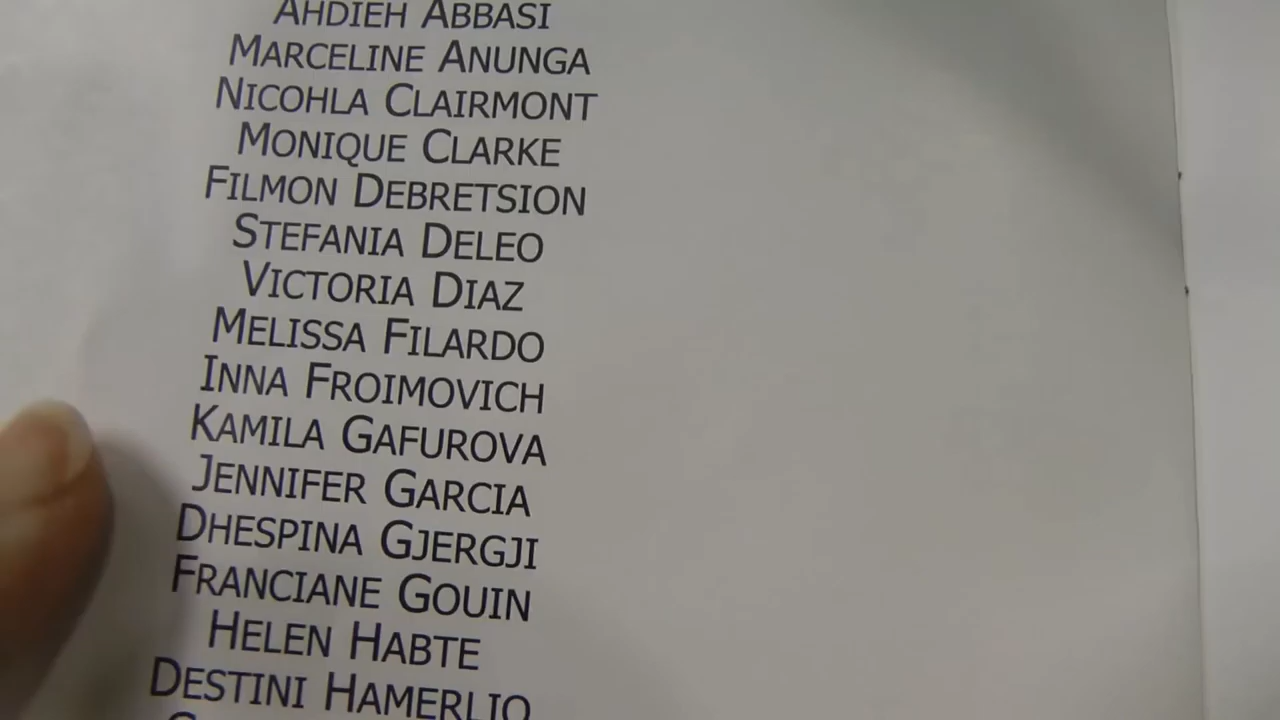 AHDIEH ABBASI
MARCELINE ANUNGA
NICOHLA CLAIRMONT
MONIQUE CLARKE
FILMON DEBRETSION
STEFANIA DELEO
VICTORIA DIAZ
MELISSA FILARDO
INNA FROIMOVICH
KAMILA GAFUROVA
JENNIFER GARCIA
DHESPINA GJERGJI
FRANCIANE GOUIN
HELEN HABTE
DESTINI HAMERLIO